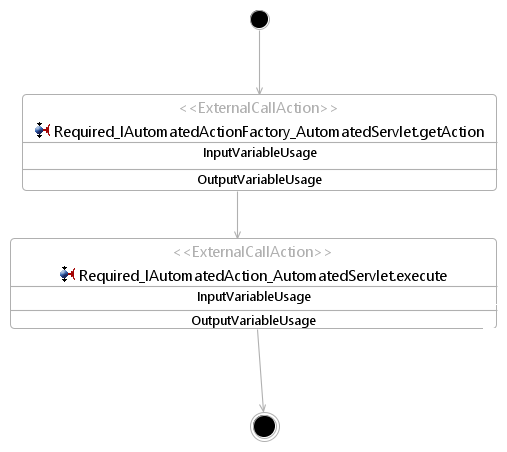 <<ExternalCallAction>>
Required_IAutomatedActionFactory_AutomatedServlet.getAction
InputVariableUsage
OutputVariableUsage
<<ExternalCallAction>>
Required_IAutomatedAction_AutomatedServlet.execute
InputVariableUsage
OutputVariableUsage